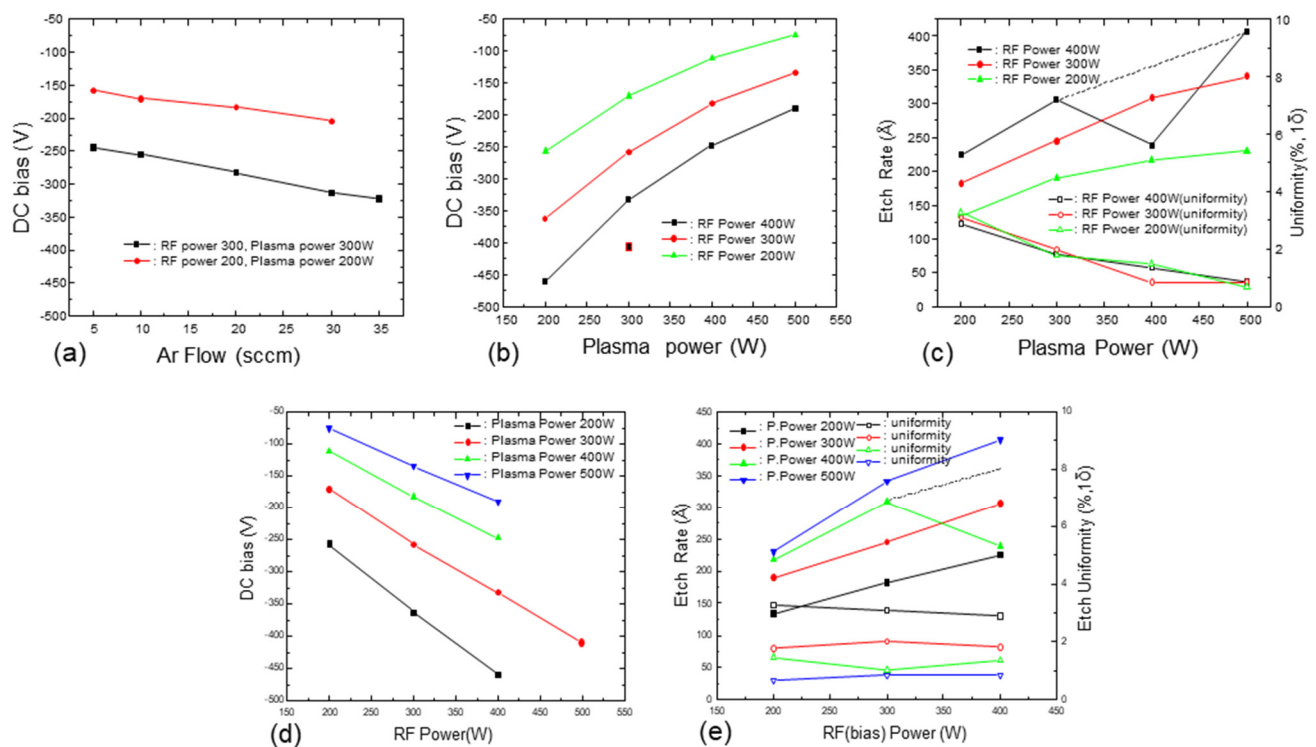 -50
-100
-150
-200
-250
-300
-350
-400
-450
-500
DC bias (V)
: RF power 300, Plasma power 300W
: RF power 200, Plasma power 200W
5 10 15 20 25 30 35
Ar Flow (sccm)
(a)
-50
-100
-150
-200
-250
-300
-350
-400
-450
-500
DC bias (V)
: RF Power 400W
: RF Power 300W
: RF Power 200W
150 200 250 300 350 400 450 500 550
Plasma power (W)
(b)
400
350
300
250
200
150
100
50
0
Etch Rate (Å)
: RF Power 400W
: RF Power 300W
: RF Power 200W
: RF Power 400W(uniformity)
: RF Power 300W(uniformity)
: RF Pwoer 200W(uniformity)
10
8
6
4
2
0
Uniformity(%,1δ)
200 300 400 500
Plasma Power (W)
(c)
-50
-100
-150
-200
-250
-300
-350
-400
-450
-500
DC bias (V)
: Plasma Power 200W
: Plasma Power 300W
: Plasma Power 400W
: Plasma Power 500W
150 200 250 300 350 400 450 500 550
RF Power(W)
(d)
450
400
350
300
250
200
150
100
50
0
Etch Rate (Å)
: P.Power 200W : uniformity
: P.Power 300W : uniformity
: P.Power 400W : uniformity
: P.Power 500W : uniformity
10
8
6
4
2
0
Etch Uniformity (%,1δ)
150 200 250 300 350 400 450
RF(bias) Power (W)
(e)